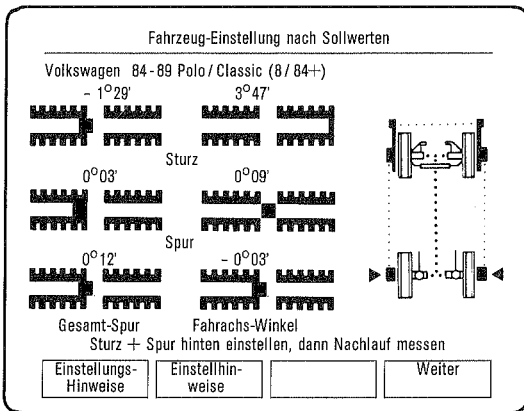 Fahrzeug-Einstellung nach Sollwerten
Volkswagen 84-89 Polo/Classic (8/84+)
- 1°29' 3°47'
Sturz
0°03' 0°09'
Spur
0°12' - 0°03'
Gesamt-Spur Fahrachs-Winkel
Sturz + Spur hinten einstellen, dann Nachlauf messen
Einstellungs- Einstellhin- Weiter
Hinweise weise